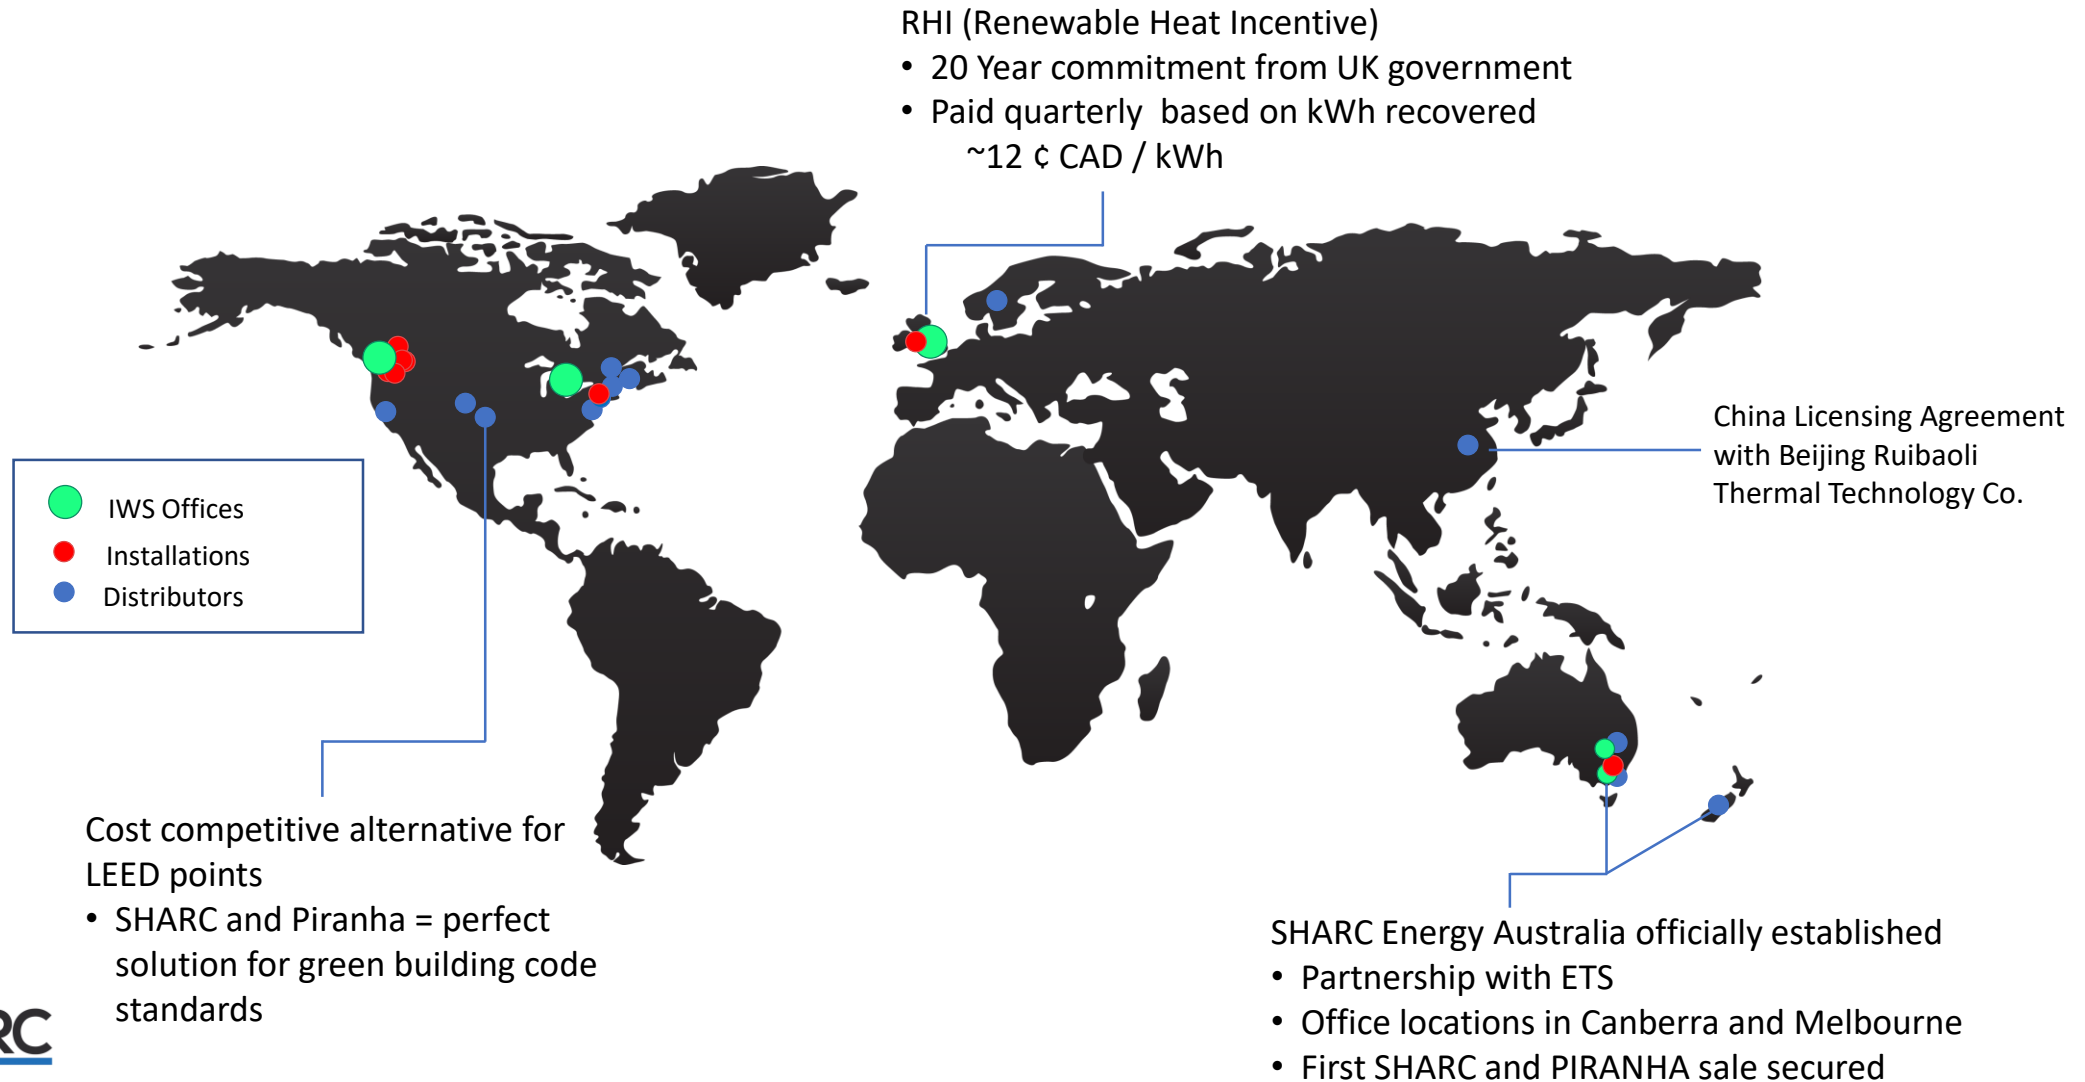 RHI (Renewable Heat Incentive)
• 20 Year commitment from UK government
• Paid quarterly based on kWh recovered
~12 ¢ CAD / kWh
China Licensing Agreement
with Beijing Ruibaoli
Thermal Technology Co.
IWS Offices
Installations
Distributors
Cost competitive alternative for
LEED points
• SHARC and Piranha = perfect
solution for green building code
standards
SHARC Energy Australia officially established
• Partnership with ETS
• Office locations in Canberra and Melbourne
• First SHARC and PIRANHA sale secured
RC